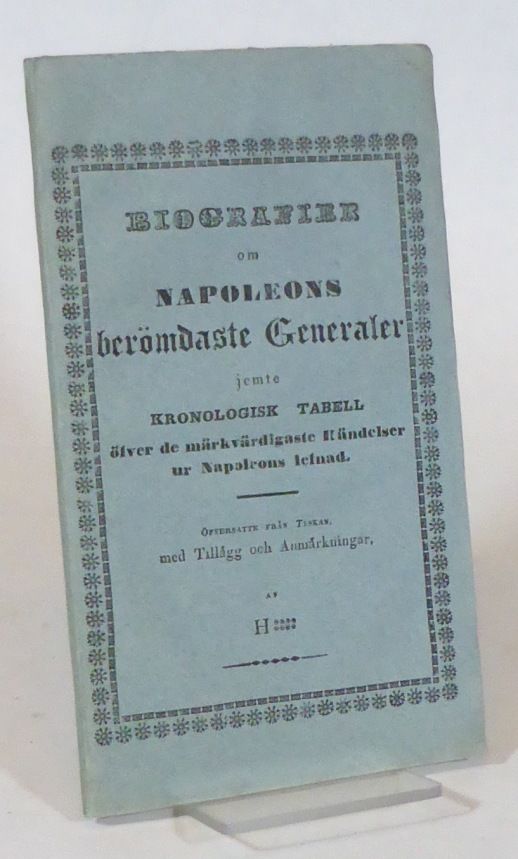 BIOGRAFIER
om
NAPOLEONS
berömdaste Generaler
jemte
KRONOLOGISK TABELL
öfver de märkvärdigaste Händelser
ur Napoleons lefnad.
ÖFVERSATTE FRÅN TYSKAN,
med Tillägg och Anmärkningar,
AF
H